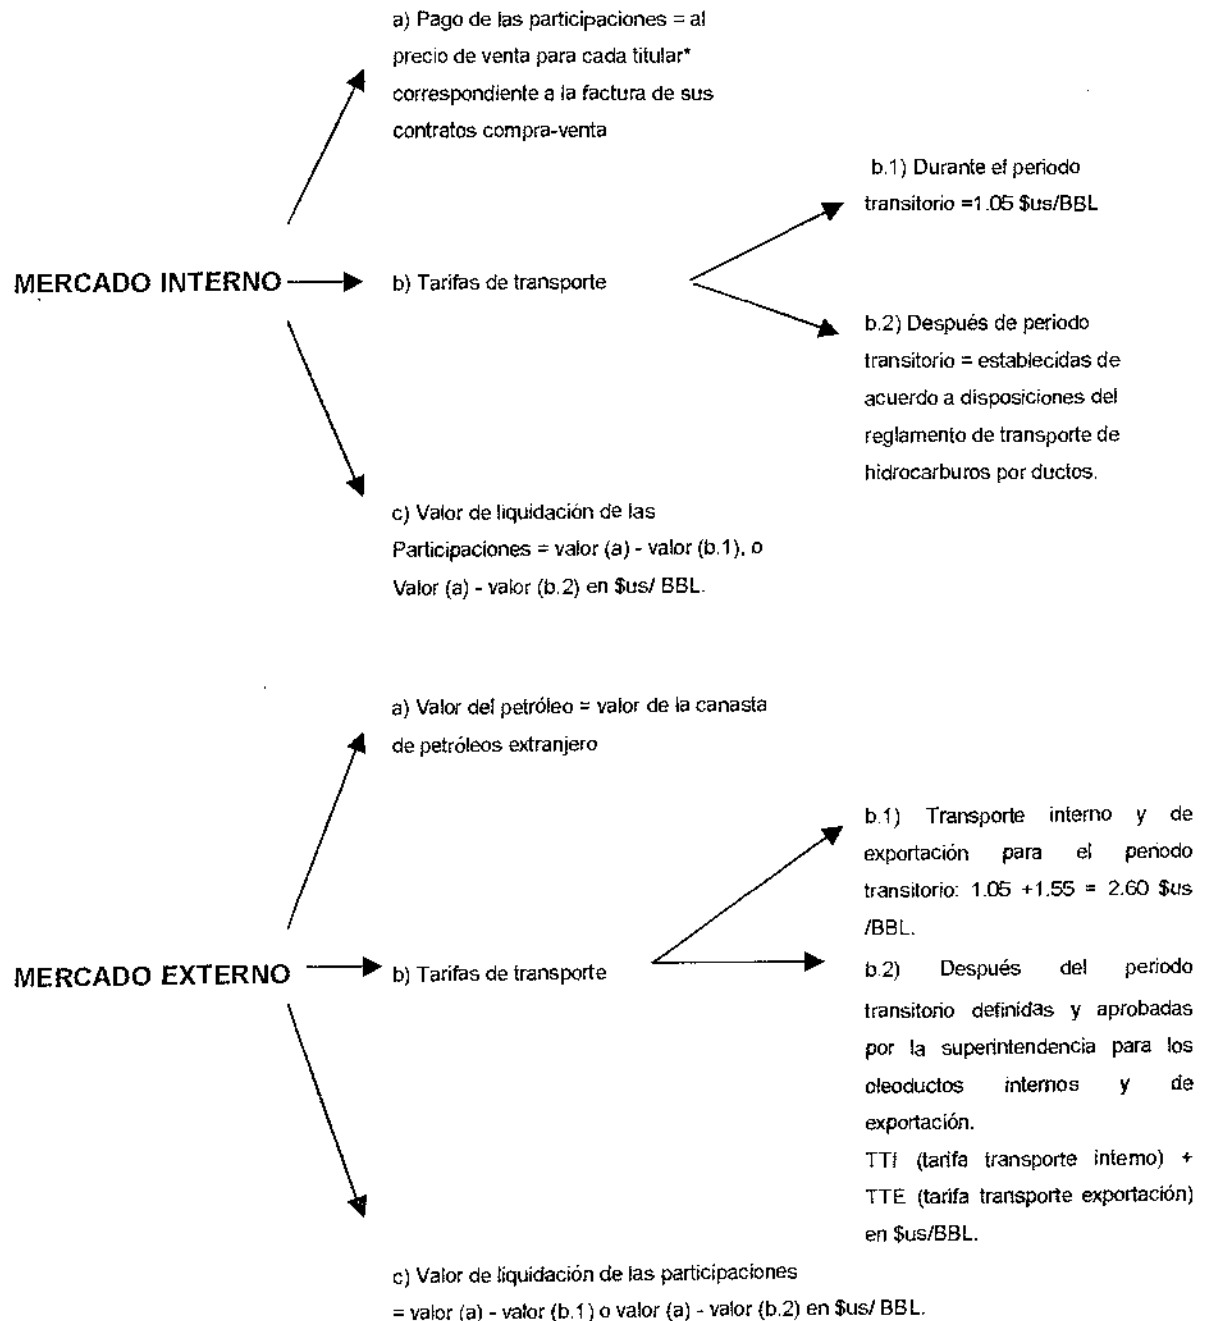 a) Pago de las participaciones = al
precio de venta para cada titular*
correspondiente a la factura de sus
contratos compra-venta
MERCADO INTERNO
b) Tarifas de transporte
b.1) Durante el periodo
transitorio =1.05 $us/BBL
b.2) Después de periodo
transitorio = establecidas de
acuerdo a disposiciones del
reglamento de transporte de
hidrocarburos por ductos.
c) Valor de liquidación de las
Participaciones = valor (a) - valor (b.1), o
Valor (a) - valor (b.2) en $us/ BBL.
a) Valor del petróleo = valor de la canasta
de petróleos extranjero
MERCADO EXTERNO
b) Tarifas de transporte
b.1) Transporte interno y de
exportación para el periodo
transitorio: 1.05 +1.55 = 2.60 $us
/BBL.
b.2) Después del periodo
transitorio definidas y aprobadas
por la superintendencia para los
oleoductos internos y de
exportación.
TTI (tarifa transporte interno) +
TTE (tarifa transporte exportación)
en $us/BBL.
c) Valor de liquidación de las participaciones
= valor (a) - valor (b.1) o valor (a) - valor (b.2) en $us/ BBL.